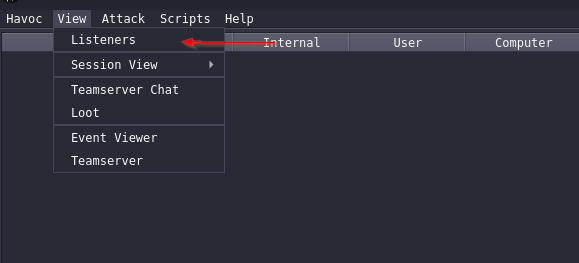 Havoc View Attack Scripts Help
Internal User Computer
Listeners
Session View
Teamserver Chat
Loot
Event Viewer
Teamserver